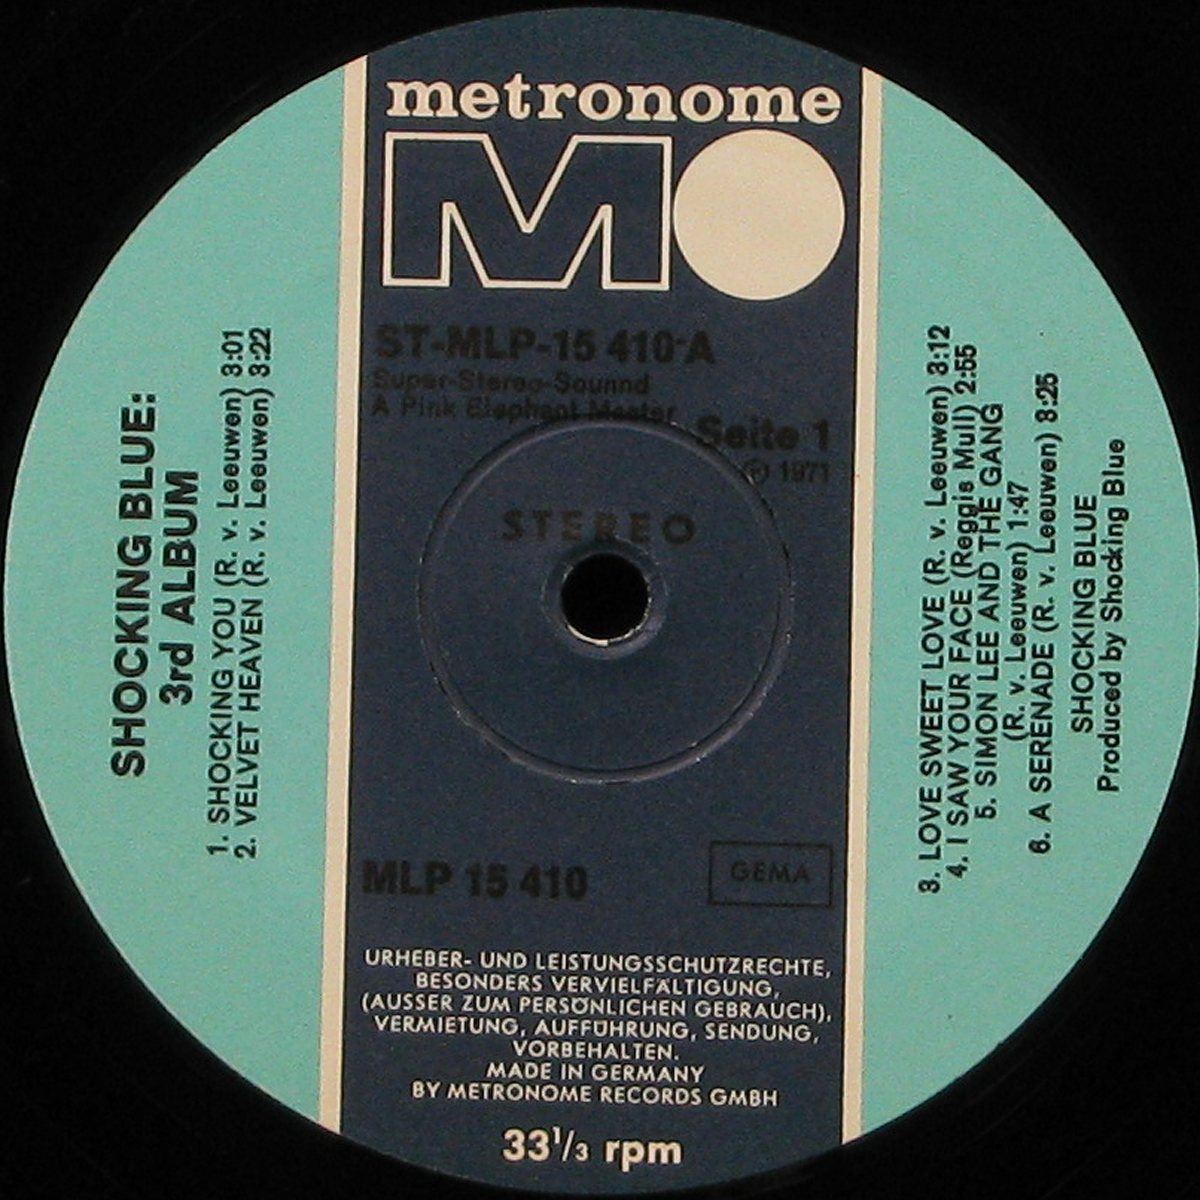 metronome
MO
ST-MLP-15 410-A
Super-Stereo-Sounnd
A Pink Elephant Master
Seite 1
℗ 1971
STEREO
MLP 15 410
GEMA
URHEBER- UND LEISTUNGSSCHUTZRECHTE,
BESONDERS VERVIELFÄLTIGUNG,
(AUSSER ZUM PERSÖNLICHEN GEBRAUCH),
VERMIETUNG, AUFFÜHRUNG, SENDUNG,
VORBEHALTEN.
MADE IN GERMANY
BY METRONOME RECORDS GMBH
33 1/3 rpm
SHOCKING BLUE:
3rd ALBUM
1. SHOCKING YOU (R. v. Leeuwen) 3:01
2. VELVET HEAVEN (R. v. Leeuwen) 3:22
3. LOVE SWEET LOVE (R. v. Leeuwen) 3:12
4. I SAW YOUR FACE (Reggis Mull) 2:55
5. SIMON LEE AND THE GANG
(R. v. Leeuwen) 1:47
6. A SERENADE (R. v. Leeuwen) 8:25
SHOCKING BLUE
Produced by Shocking Blue